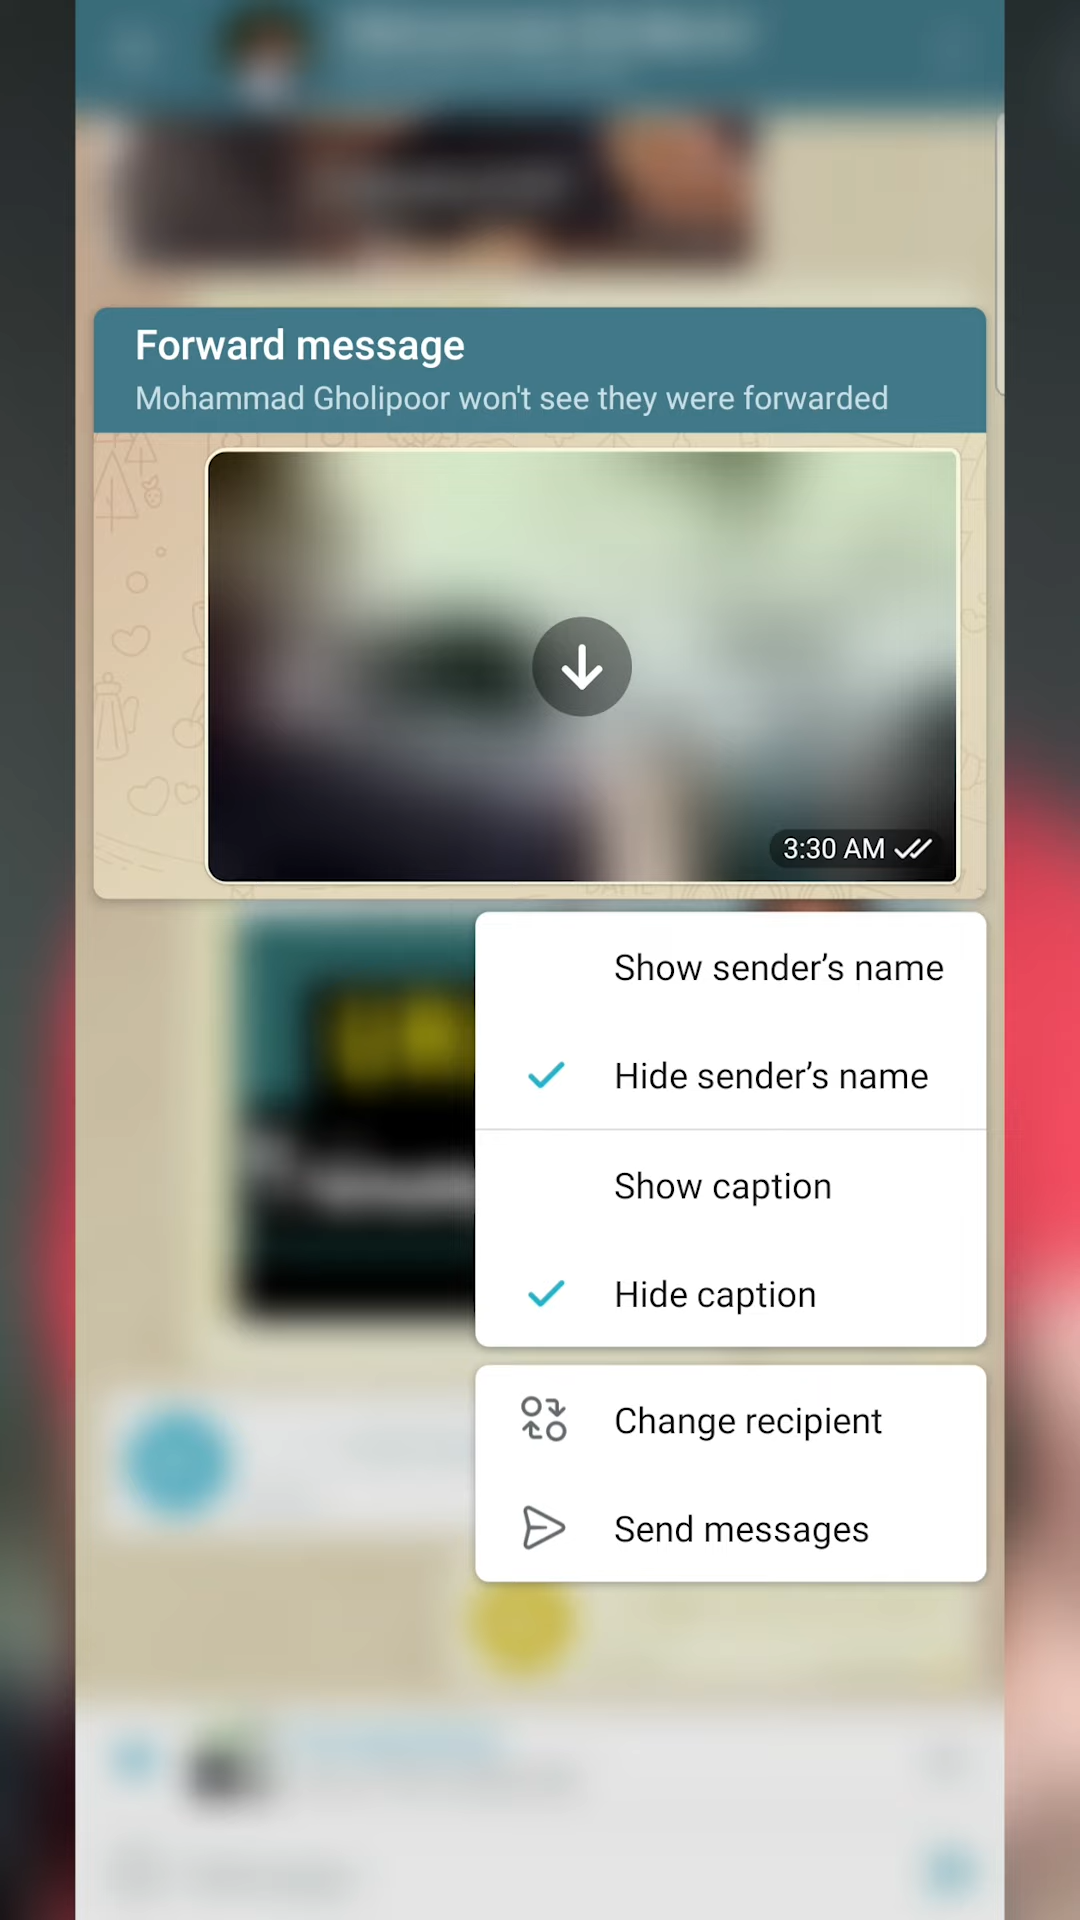 Forward message
Mohammad Gholipoor won't see they were forwarded
3:30 AM
Show sender’s name
Hide sender’s name
Show caption
Hide caption
Change recipient
Send messages